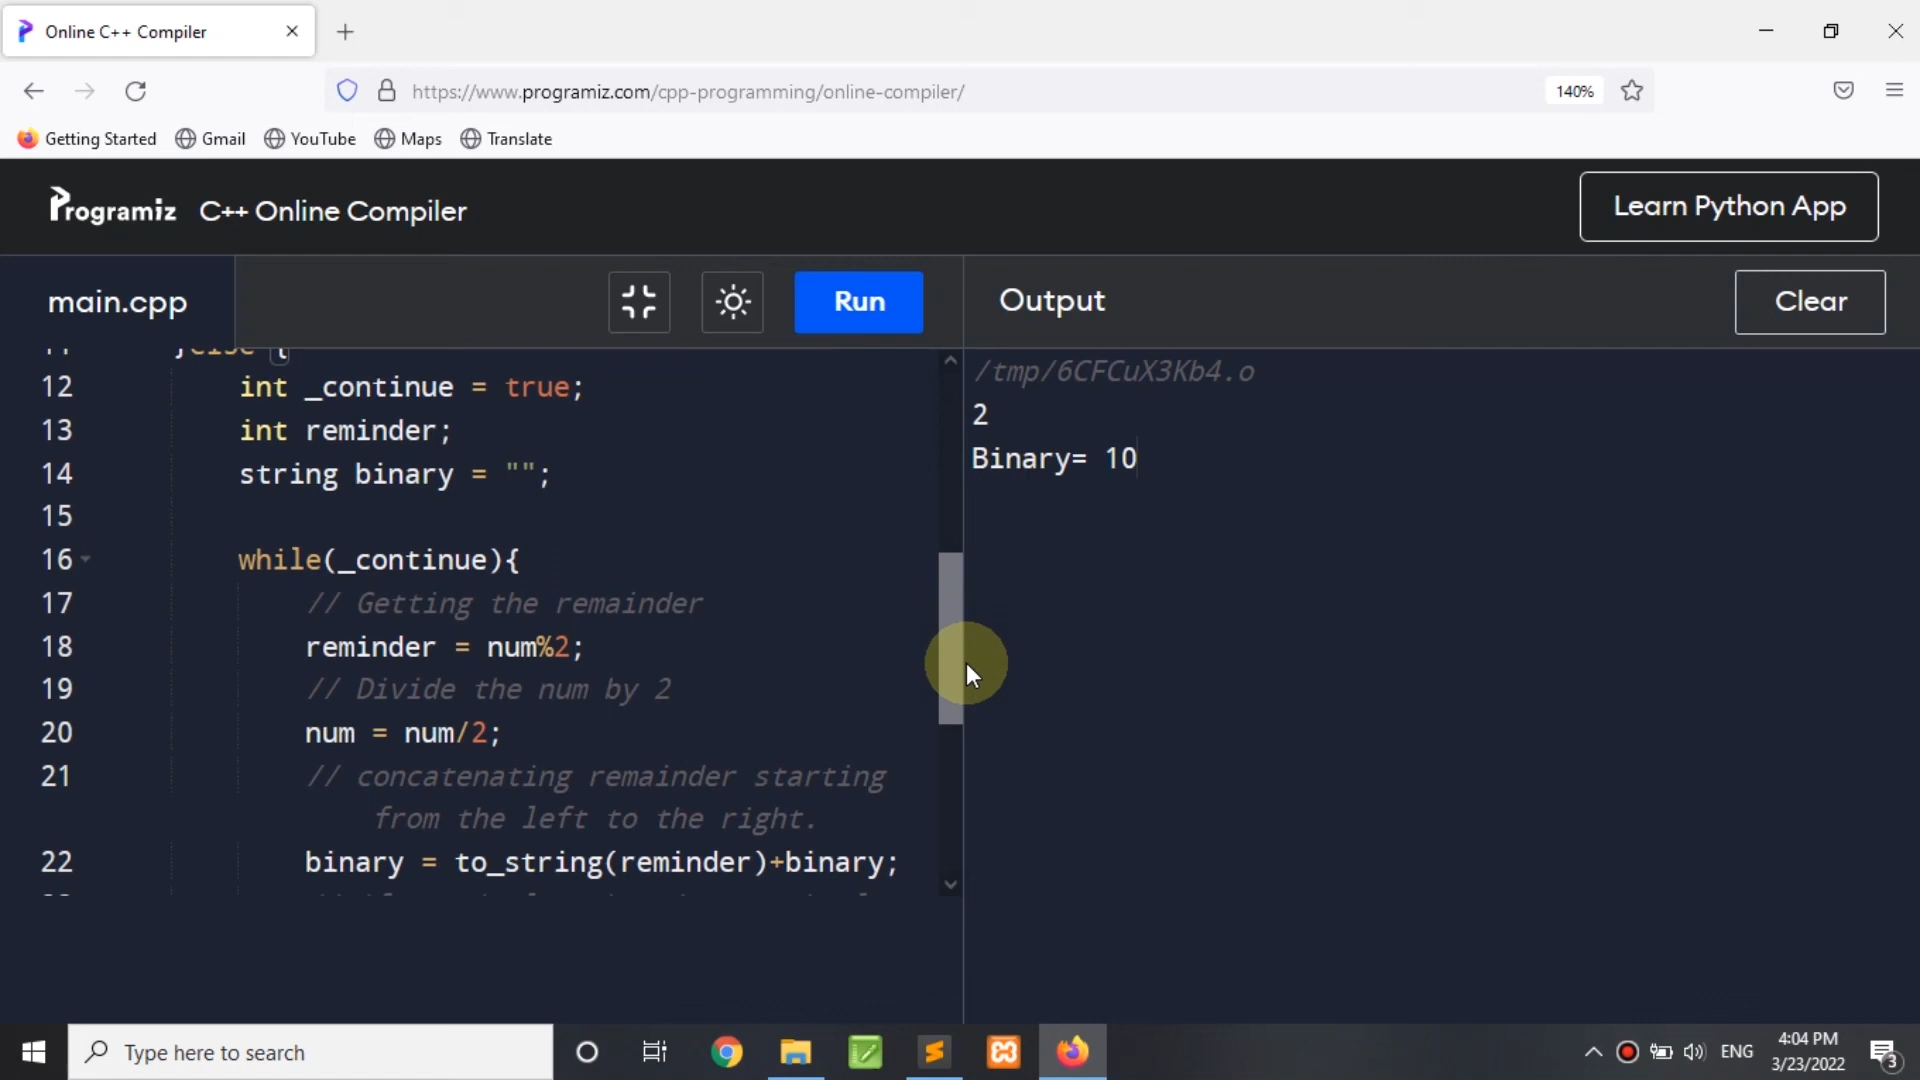 Online C++ Compiler
https://www.programiz.com/cpp-programming/online-compiler/
140%
Getting Started
Gmail
YouTube
Maps
Translate
Programiz
C++ Online Compiler
Learn Python App
main.cpp
Run
Output
Clear
11 }else {
12 int _continue = true;
13 int reminder;
14 string binary = "";
15
16 while(_continue){
17 // Getting the remainder
18 reminder = num%2;
19 // Divide the num by 2
20 num = num/2;
21 // concatenating remainder starting
from the left to the right.
22 binary = to_string(reminder)+binary;
/tmp/6CFCuX3Kb4.o
2
Binary= 10
Type here to search
ENG
4:04 PM
3/23/2022
3